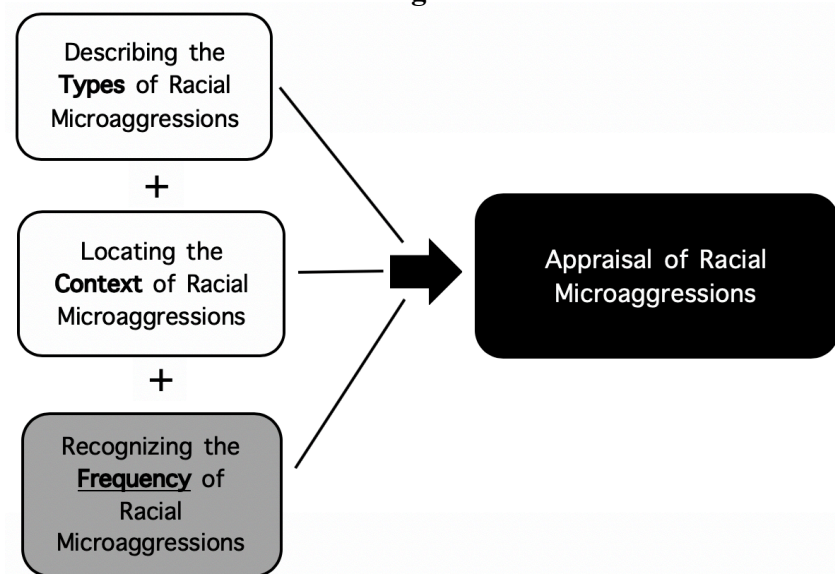 Describing the
Types of Racial
Microaggressions
+
Locating the
Context of Racial
Microaggressions
+
Recognizing the
Frequency of
Racial
Microaggressions
Appraisal of Racial
Microaggressions